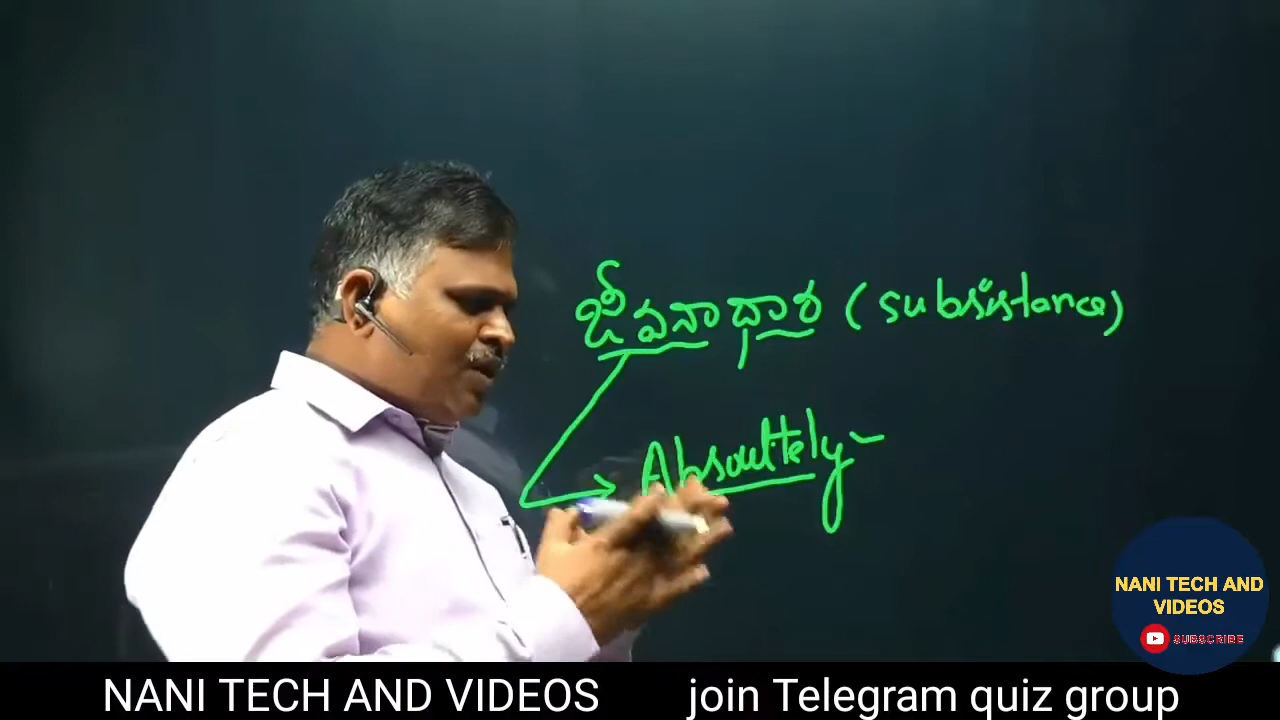 జీవనాధార (subsistance)
Absoultely-
NANI TECH AND
VIDEOS
SUBSCRIBE
NANI TECH AND VIDEOS join Telegram quiz group